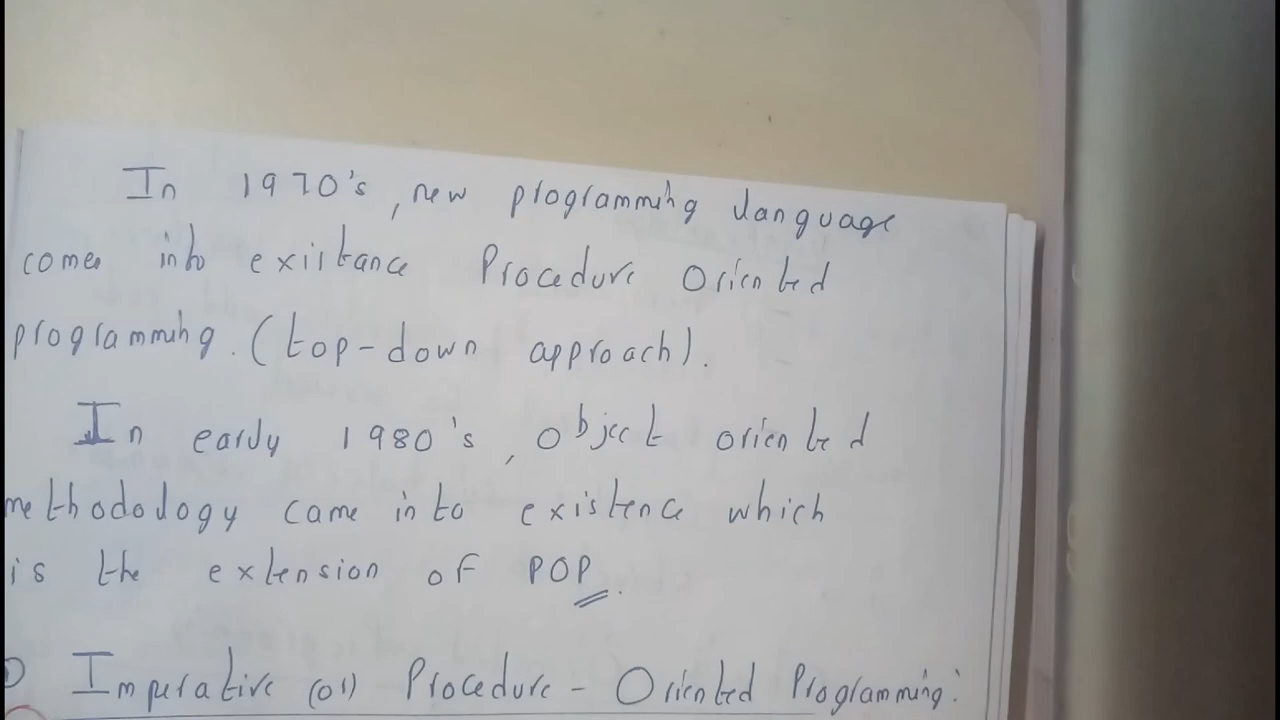 In 1970's, new programming language
comes into existance Procedure Oriented
programming. (top-down approach).
In early 1980's, object oriented
methodology came into existence which
is the extension of POP.
Imperative (or) Procedure - Oriented Programming: